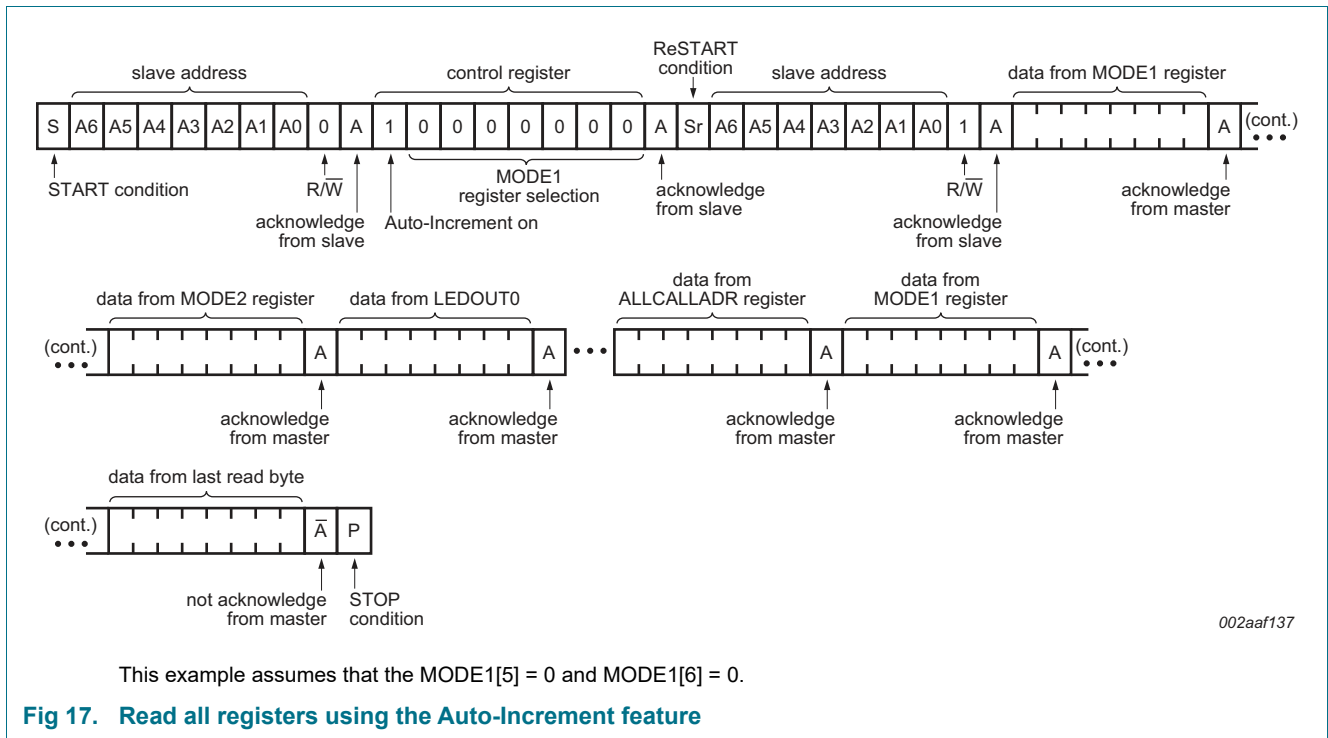 ReSTART
condition
slave address
control register
slave address
data from MODE1 register
S A6 A5 A4 A3 A2 A1 A0 0 A 1 0 0 0 0 0 0 0 A Sr A6 A5 A4 A3 A2 A1 A0 1 A A (cont.)
START condition
R/W̅
acknowledge
from slave
Auto-Increment on
MODE1
register selection
acknowledge
from slave
R/W̅
acknowledge
from slave
acknowledge
from master
data from MODE2 register
data from LEDOUT0
data from
ALLCALLADR register
data from
MODE1 register
(cont.) A A A A (cont.)
acknowledge
from master
acknowledge
from master
acknowledge
from master
acknowledge
from master
data from last read byte
(cont.) A̅ P
not acknowledge
from master
STOP
condition
002aaf137
This example assumes that the MODE1[5] = 0 and MODE1[6] = 0.
Fig 17. Read all registers using the Auto-Increment feature